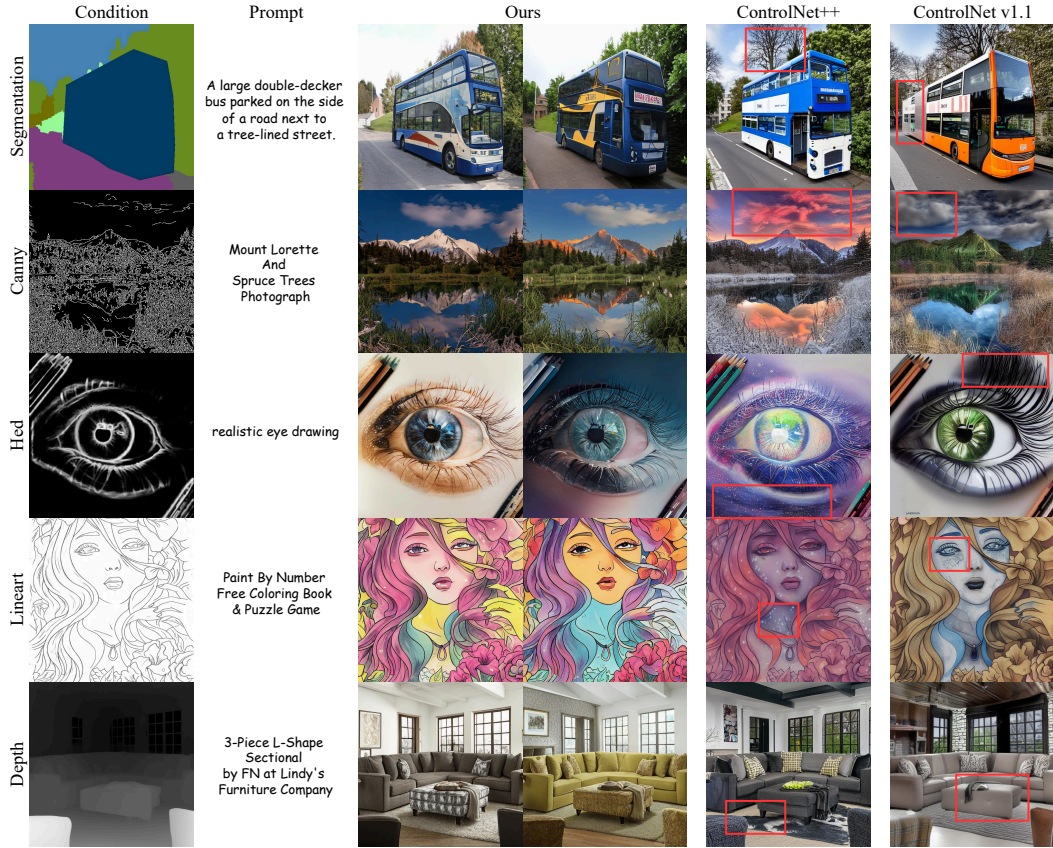 Condition
Prompt
Ours
ControlNet++
ControlNet v1.1
Segmentation
A large double-decker
bus parked on the side
of a road next to
a tree-lined street.
Canny
Mount Lorette
And
Spruce Trees
Photograph
Hed
realistic eye drawing
Lineart
Paint By Number
Free Coloring Book
& Puzzle Game
Depth
3-Piece L-Shape
Sectional
by FN at Lindy's
Furniture Company